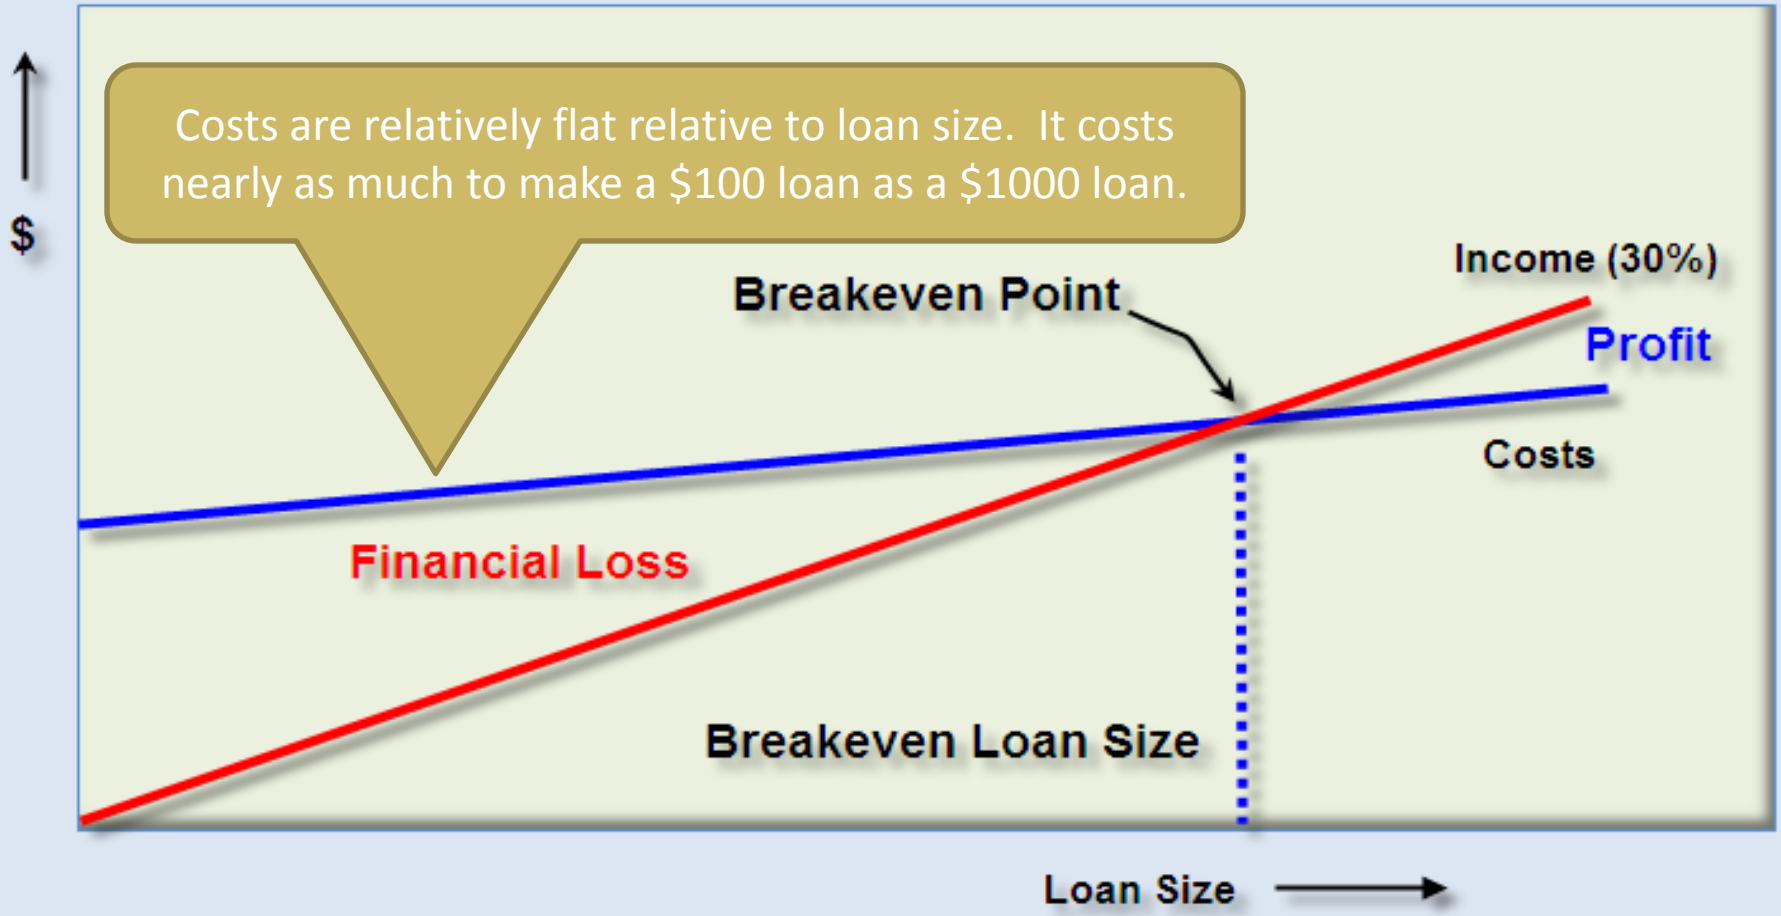 Costs are relatively flat relative to loan size.  It costs
nearly as much to make a $100 loan as a $1000 loan.
$
Income (30%)
Breakeven Point
Profit
Costs
Financial Loss
Breakeven Loan Size
Loan Size